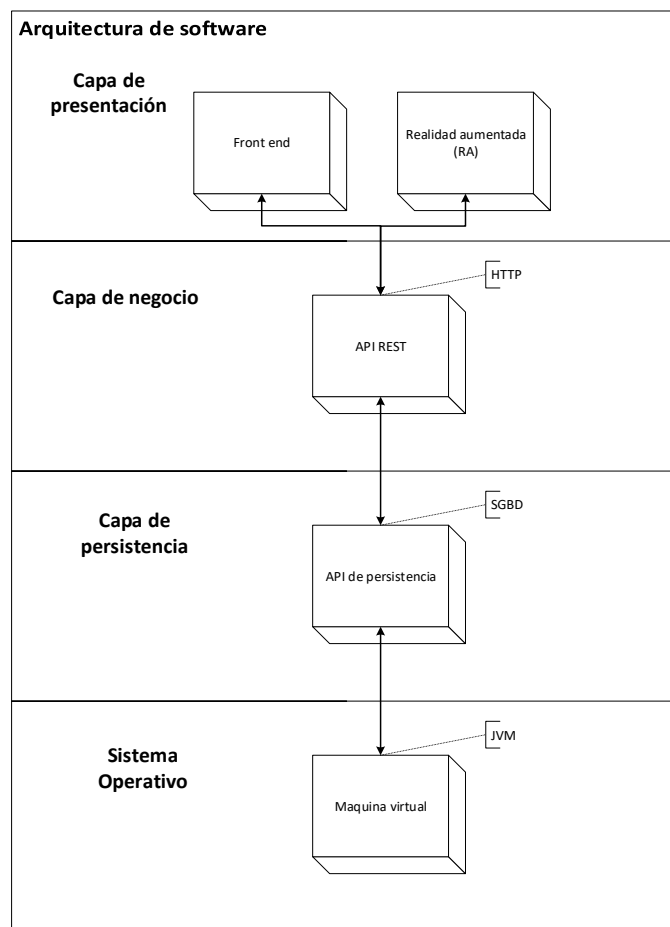 Arquitectura de software
Capa de
presentación
Front end
Realidad aumentada
(RA)
Capa de negocio
HTTP
API REST
Capa de
persistencia
SGBD
API de persistencia
Sistema
Operativo
JVM
Maquina virtual